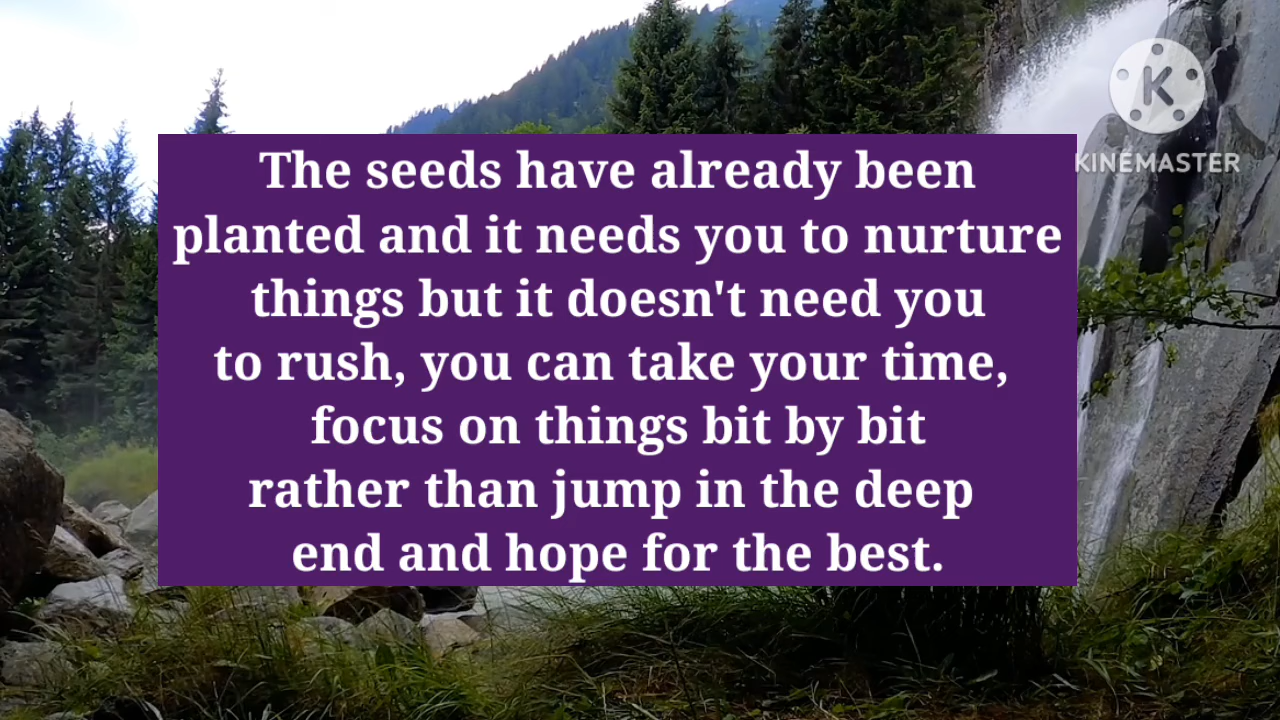 K
KINEMASTER
The seeds have already been
planted and it needs you to nurture
things but it doesn't need you
to rush, you can take your time,
focus on things bit by bit
rather than jump in the deep
end and hope for the best.